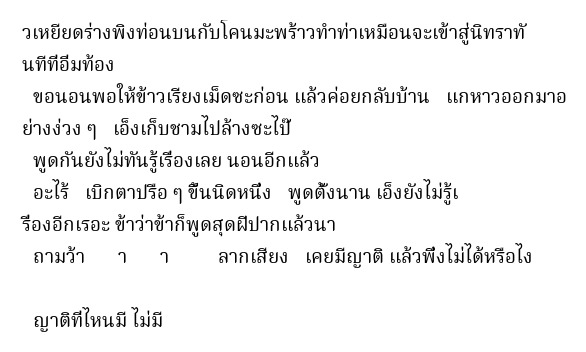 วเหยียดร่างพิงท่อนบนกับโคนมะพร้าวทำท่าเหมือนจะเข้าสู่นิทราทั
นทีที่อิ่มท้อง
ขอนอนพอให้ข้าวเรียงเม็ดซะก่อน แล้วค่อยกลับบ้าน แกหาวออกมาอ
ย่างง่วง ๆ เอ็งเก็บชามไปล้างซะไป๊
พูดกันยังไม่ทันรู้เรื่องเลย นอนอีกแล้ว
อะไร้ เบิกตาปรือ ๆ ขึ้นนิดหนึ่ง พูดตั้งนาน เอ็งยังไม่รู้เ
รื่องอีกเรอะ ข้าว่าข้าก็พูดสุดฝีปากแล้วนา
ถามว้า า า ลากเสียง เคยมีญาติ แล้วพึ่งไม่ได้หรือไง
ญาติที่ไหนมี ไม่มี